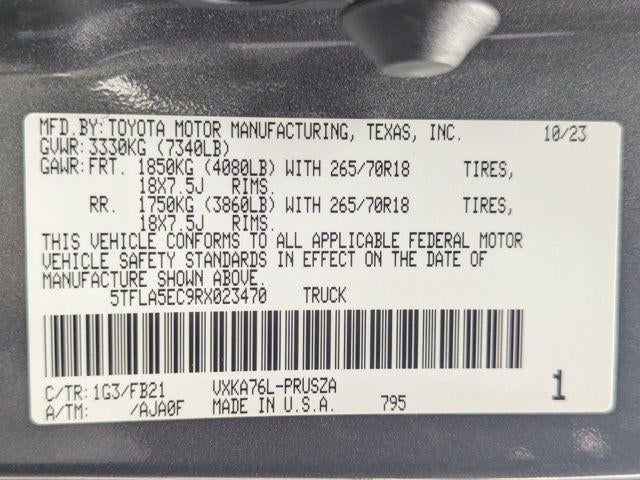 MFD.BY:TOYOTA MOTOR MANUFACTURING, TEXAS, INC. 10/23
GVWR:3330KG (7340LB)
GAWR:FRT. 1850KG (4080LB) WITH 265/70R18 TIRES,
18X7.5J RIMS.
RR. 1750KG (3860LB) WITH 265/70R18 TIRES,
18X7.5J RIMS.
THIS VEHICLE CONFORMS TO ALL APPLICABLE FEDERAL MOTOR
VEHICLE SAFETY STANDARDS IN EFFECT ON THE DATE OF
MANUFACTURE SHOWN ABOVE.
5TFLA5EC9RX023470 TRUCK
C/TR:1G3/FB21 VXKA76L-PRUSZA 1
A/TM: /AJA0F MADE IN U.S.A. 795